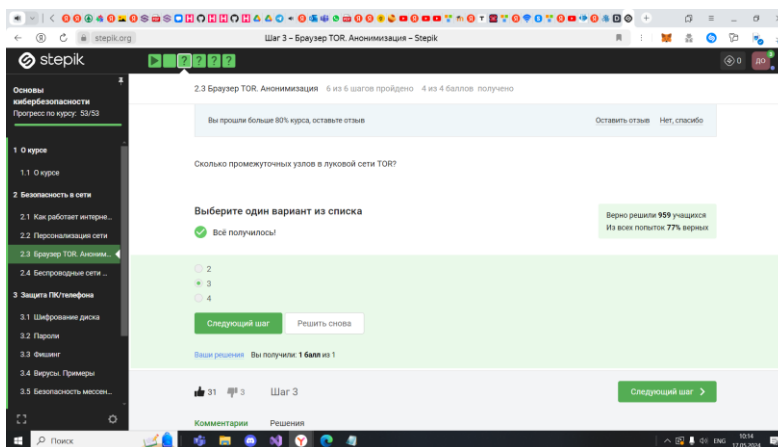 stepik.org
Шаг 3 – Браузер TOR. Анонимизация – Stepik
stepik
0
ДО
Основы
кибербезопасности
Прогресс по курсу: 53/53
2.3 Браузер TOR. Анонимизация 6 из 6 шагов пройдено 4 из 4 баллов получено
Вы прошли больше 80% курса, оставьте отзыв
Оставить отзыв Нет, спасибо
1 О курсе
1.1 О курсе
2 Безопасность в сети
2.1 Как работает интерне...
2.2 Персонализация сети
2.3 Браузер TOR. Аноним...
2.4 Беспроводные сети ...
3 Защита ПК/телефона
3.1 Шифрование диска
3.2 Пароли
3.3 Фишинг
3.4 Вирусы. Примеры
3.5 Безопасность мессен...
Сколько промежуточных узлов в луковой сети TOR?
Выберите один вариант из списка
Всё получилось!
Верно решили 959 учащихся
Из всех попыток 77% верных
2
3
4
Следующий шаг Решить снова
Ваши решения Вы получили: 1 балл из 1
31 3 Шаг 3
Следующий шаг
Комментарии Решения
Поиск
ENG
10:14
17.05.2024